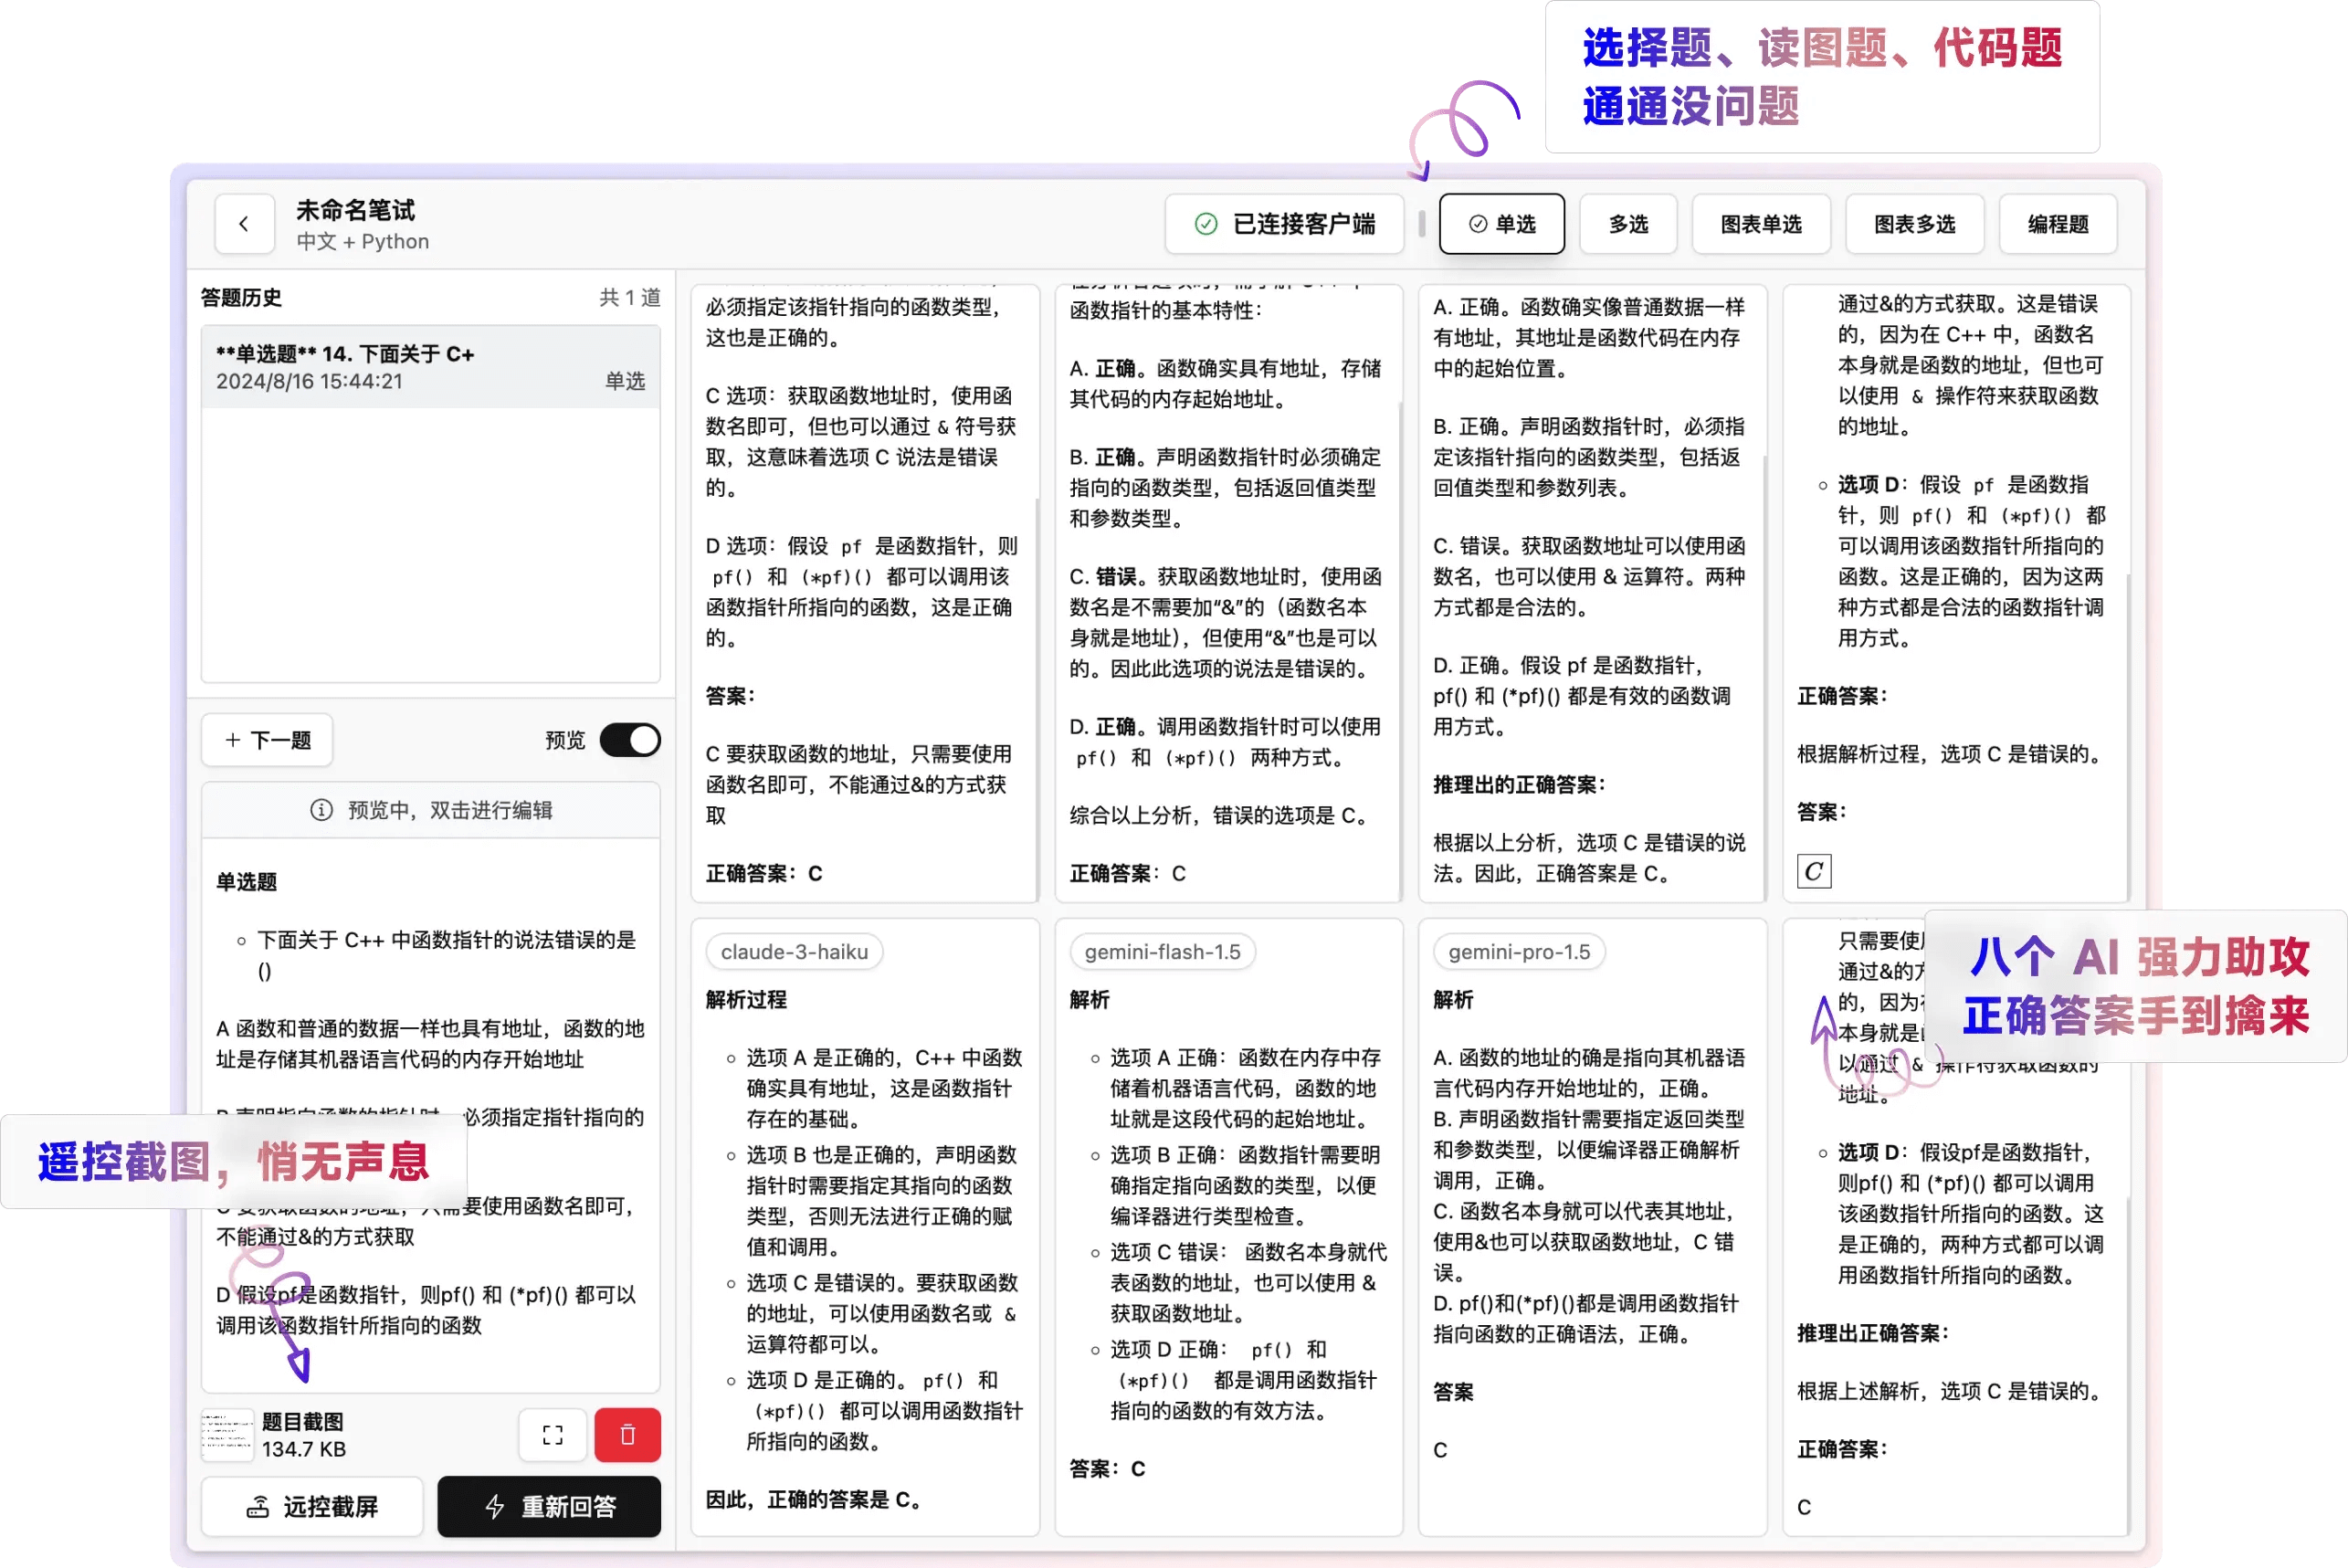 选择题、读图题、代码题
通通没问题
未命名笔试
中文 + Python
已连接客户端
单选
多选
图表单选
图表多选
编程题
答题历史
共 1 道
**单选题** 14. 下面关于 C+
2024/8/16 15:44:21
单选
下一题
预览
预览中，双击进行编辑
单选题
下面关于 C++ 中函数指针的说法错误的是
()
A 函数和普通的数据一样也具有地址，函数的地
址是存储其机器语言代码的内存开始地址
必须指定指针指向的
遥控截图，悄无声息
要使用函数名即可，
不能通过&的方式获取
D 假设pf是函数指针，则pf() 和 (*pf)() 都可以
调用该函数指针所指向的函数
题目截图
134.7 KB
远控截屏
重新回答
必须指定该指针指向的函数类型，
这也是正确的。
C 选项：获取函数地址时，使用函
数名即可，但也可以通过 & 符号获
取，这意味着选项 C 说法是错误
的。
D 选项：假设 pf 是函数指针，则
pf() 和 (*pf)() 都可以调用该
函数指针所指向的函数，这是正确
的。
答案：
C 要获取函数的地址，只需要使用
函数名即可，不能通过&的方式获
取
正确答案：C
函数指针的基本特性：
A. 正确。函数确实具有地址，存储
其代码的内存起始地址。
B. 正确。声明函数指针时必须确定
指向的函数类型，包括返回值类型
和参数类型。
C. 错误。获取函数地址时，使用函
数名是不需要加“&”的（函数名本
身就是地址），但使用“&”也是可以
的。因此此选项的说法是错误的。
D. 正确。调用函数指针时可以使用
pf() 和 (*pf)() 两种方式。
综合以上分析，错误的选项是 C。
正确答案：C
A. 正确。函数确实像普通数据一样
有地址，其地址是函数代码在内存
中的起始位置。
B. 正确。声明函数指针时，必须指
定该指针指向的函数类型，包括返
回值类型和参数列表。
C. 错误。获取函数地址可以使用函
数名，也可以使用 & 运算符。两种
方式都是合法的。
D. 正确。假设 pf 是函数指针，
pf() 和 (*pf)() 都是有效的函数调
用方式。
推理出的正确答案：
根据以上分析，选项 C 是错误的说
法。因此，正确答案是 C。
通过&的方式获取。这是错误
的，因为在 C++ 中，函数名
本身就是函数的地址，但也可
以使用 & 操作符来获取函数
的地址。
选项 D：假设 pf 是函数指
针，则 pf() 和 (*pf)() 都
可以调用该函数指针所指向的
函数。这是正确的，因为这两
种方式都是合法的函数指针调
用方式。
正确答案：
根据解析过程，选项 C 是错误的。
答案：
C
claude-3-haiku
解析过程
选项 A 是正确的，C++ 中函数
确实具有地址，这是函数指针
存在的基础。
选项 B 也是正确的，声明函数
指针时需要指定其指向的函数
类型，否则无法进行正确的赋
值和调用。
选项 C 是错误的。要获取函数
的地址，可以使用函数名或 &
运算符都可以。
选项 D 是正确的。pf() 和
(*pf)() 都可以调用函数指针
所指向的函数。
因此，正确的答案是 C。
gemini-flash-1.5
解析
选项 A 正确：函数在内存中存
储着机器语言代码，函数的地
址就是这段代码的起始地址。
选项 B 正确：函数指针需要明
确指定指向函数的类型，以便
编译器进行类型检查。
选项 C 错误： 函数名本身就代
表函数的地址，也可以使用 &
获取函数地址。
选项 D 正确： pf() 和
(*pf)() 都是调用函数指针
指向的函数的有效方法。
答案：C
gemini-pro-1.5
解析
A. 函数的地址的确是指向其机器语
言代码内存开始地址的，正确。
B. 声明函数指针需要指定返回类型
和参数类型，以便编译器正确解析
调用，正确。
C. 函数名本身就可以代表其地址，
使用&也可以获取函数地址，C 错
误。
D. pf()和(*pf)()都是调用函数指针
指向函数的正确语法，正确。
答案
C
八个 AI 强力助攻
正确答案手到擒来
只需要使
通过&的
的，因为
本身就是
以通过 & 操作符获取函数的
地址。
选项 D：假设pf是函数指针，
则pf() 和 (*pf)() 都可以调用
该函数指针所指向的函数。这
是正确的，两种方式都可以调
用函数指针所指向的函数。
推理出正确答案：
根据上述解析，选项 C 是错误的。
正确答案：
C